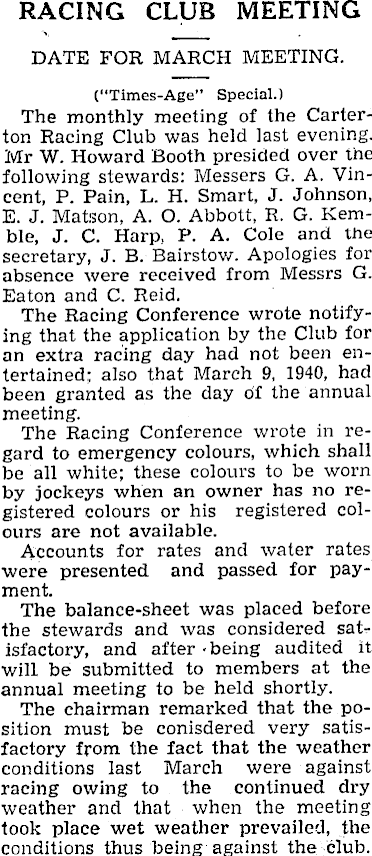 RACING CLUB MEETING
DATE FOR MARCH MEETING.
("Times-Age" Special.)
The monthly meeting of the Carter-
ton Racing Club was held last evening.
Mr W. Howard Booth presided over the
following stewards: Messers G. A. Vin-
cent, P. Pain, L. H. Smart, J. Johnson,
E. J. Matson, A. O. Abbott, R. G. Kem-
ble, J. C. Harp, P. A. Cole and the
secretary, J. B. Bairstow. Apologies for
absence were received from Messrs G.
Eaton and C. Reid.
The Racing Conference wrote notify-
ing that the application by the Club for
an extra racing day had not been en-
tertained; also that March 9, 1940, had
been granted as the day of the annual
meeting.
The Racing Conference wrote in re-
gard to emergency colours, which shall
be all white; these colours to be worn
by jockeys when an owner has no re-
gistered colours or his registered col-
ours are not available.
Accounts for rates and water rates
were presented and passed for pay-
ment.
The balance-sheet was placed before
the stewards and was considered sat-
isfactory, and after being audited it
will be submitted to members at the
annual meeting to be held shortly.
The chairman remarked that the po-
sition must be conisdered very satis-
factory from the fact that the weather
conditions last March were against
racing owing to the continued dry
weather and that when the meeting
took place wet weather prevailed, the
conditions thus being against the club.